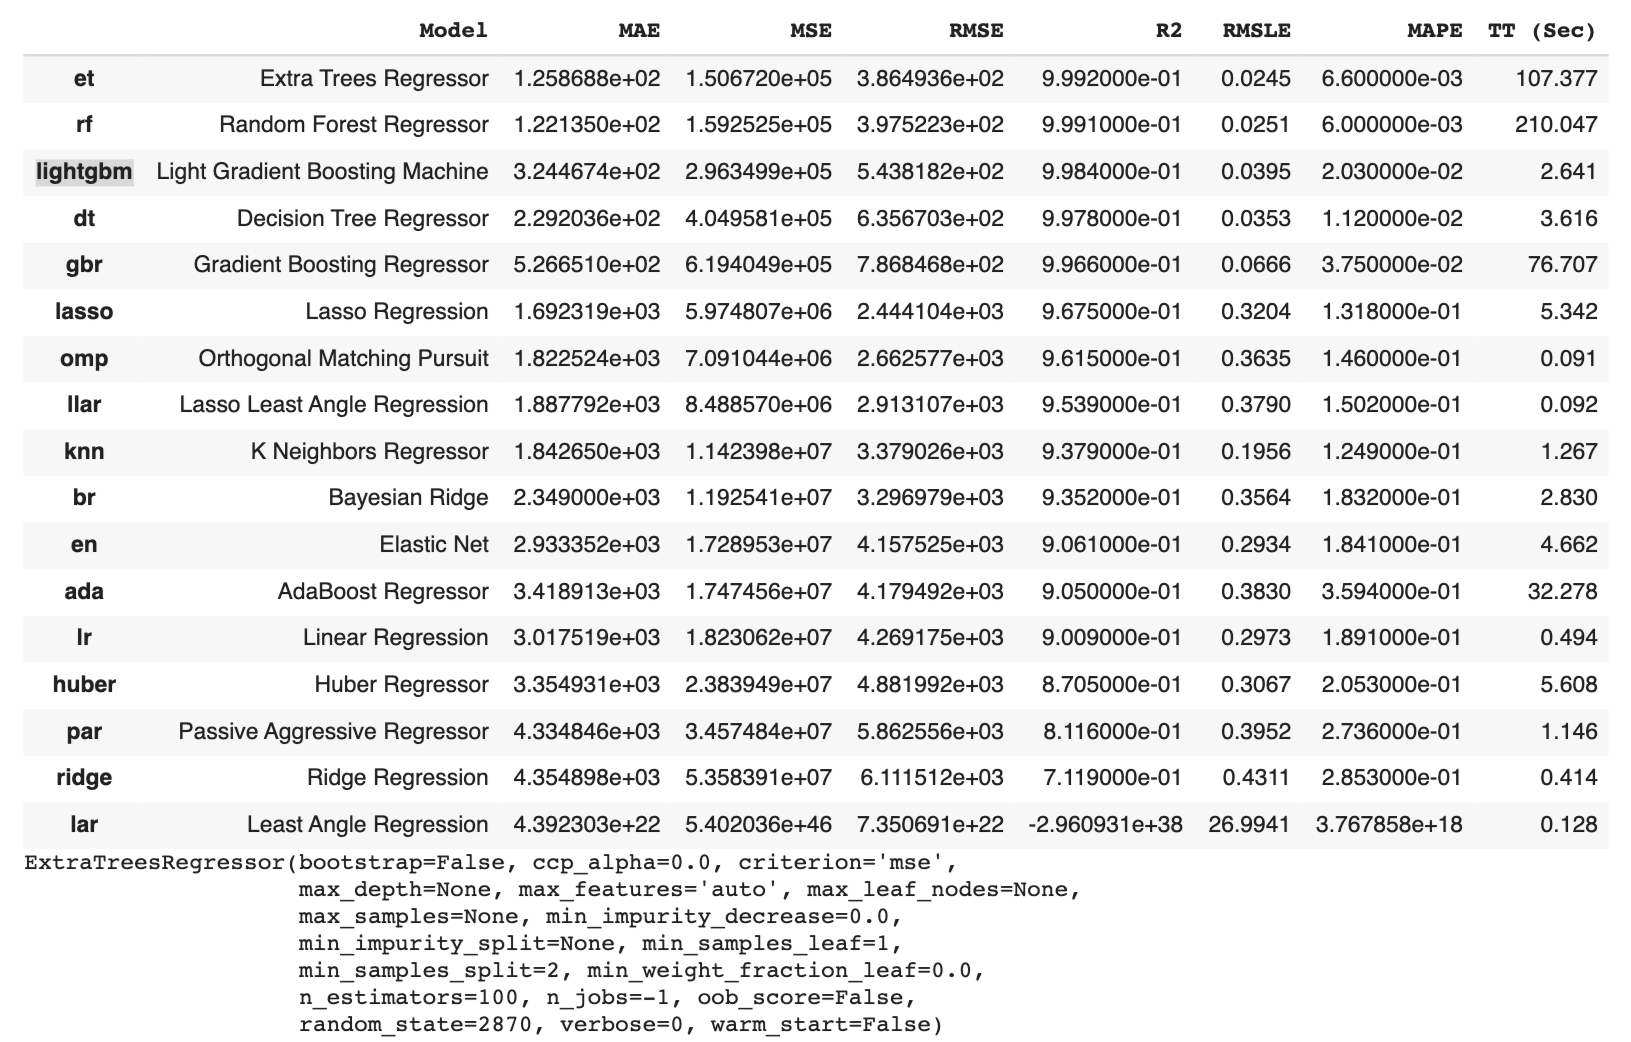 Model MAE MSE RMSE R2 RMSLE MAPE TT (Sec)
et Extra Trees Regressor 1.258688e+02 1.506720e+05 3.864936e+02 9.992000e-01 0.0245 6.600000e-03 107.377
rf Random Forest Regressor 1.221350e+02 1.592525e+05 3.975223e+02 9.991000e-01 0.0251 6.000000e-03 210.047
lightgbm Light Gradient Boosting Machine 3.244674e+02 2.963499e+05 5.438182e+02 9.984000e-01 0.0395 2.030000e-02 2.641
dt Decision Tree Regressor 2.292036e+02 4.049581e+05 6.356703e+02 9.978000e-01 0.0353 1.120000e-02 3.616
gbr Gradient Boosting Regressor 5.266510e+02 6.194049e+05 7.868468e+02 9.966000e-01 0.0666 3.750000e-02 76.707
lasso Lasso Regression 1.692319e+03 5.974807e+06 2.444104e+03 9.675000e-01 0.3204 1.318000e-01 5.342
omp Orthogonal Matching Pursuit 1.822524e+03 7.091044e+06 2.662577e+03 9.615000e-01 0.3635 1.460000e-01 0.091
llar Lasso Least Angle Regression 1.887792e+03 8.488570e+06 2.913107e+03 9.539000e-01 0.3790 1.502000e-01 0.092
knn K Neighbors Regressor 1.842650e+03 1.142398e+07 3.379026e+03 9.379000e-01 0.1956 1.249000e-01 1.267
br Bayesian Ridge 2.349000e+03 1.192541e+07 3.296979e+03 9.352000e-01 0.3564 1.832000e-01 2.830
en Elastic Net 2.933352e+03 1.728953e+07 4.157525e+03 9.061000e-01 0.2934 1.841000e-01 4.662
ada AdaBoost Regressor 3.418913e+03 1.747456e+07 4.179492e+03 9.050000e-01 0.3830 3.594000e-01 32.278
lr Linear Regression 3.017519e+03 1.823062e+07 4.269175e+03 9.009000e-01 0.2973 1.891000e-01 0.494
huber Huber Regressor 3.354931e+03 2.383949e+07 4.881992e+03 8.705000e-01 0.3067 2.053000e-01 5.608
par Passive Aggressive Regressor 4.334846e+03 3.457484e+07 5.862556e+03 8.116000e-01 0.3952 2.736000e-01 1.146
ridge Ridge Regression 4.354898e+03 5.358391e+07 6.111512e+03 7.119000e-01 0.4311 2.853000e-01 0.414
lar Least Angle Regression 4.392303e+22 5.402036e+46 7.350691e+22 -2.960931e+38 26.9941 3.767858e+18 0.128
ExtraTreesRegressor(bootstrap=False, ccp_alpha=0.0, criterion='mse',
max_depth=None, max_features='auto', max_leaf_nodes=None,
max_samples=None, min_impurity_decrease=0.0,
min_impurity_split=None, min_samples_leaf=1,
min_samples_split=2, min_weight_fraction_leaf=0.0,
n_estimators=100, n_jobs=-1, oob_score=False,
random_state=2870, verbose=0, warm_start=False)